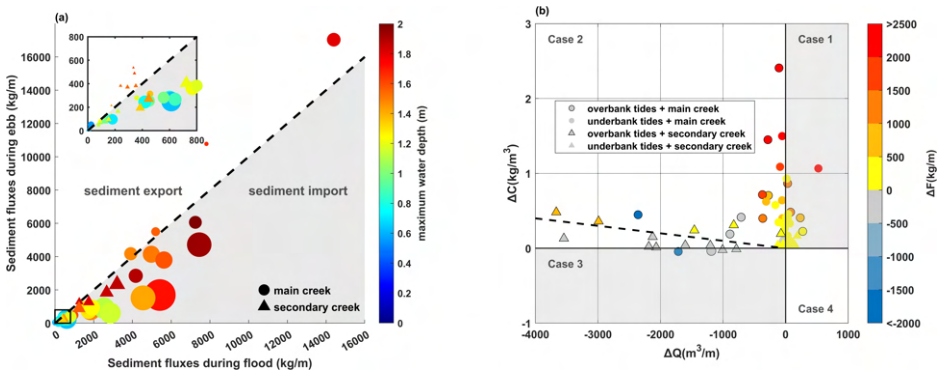 (a)
Sediment fluxes during ebb (kg/m)
16000
14000
12000
10000
8000
6000
4000
2000
0
800
600
400
200
0
0 200 400 600 800
sediment export
sediment import
main creek
secondary creek
0 2000 4000 6000 8000 10000 12000 14000 16000
Sediment fluxes during flood (kg/m)
2
1.8
1.6
1.4
1.2
1
0.8
0.6
0.4
0.2
0
maximum water depth (m)
(b)
Case 2
Case 1
overbank tides + main creek
underbank tides + main creek
overbank tides + secondary creek
underbank tides + secondary creek
Case 3
Case 4
3
2
1
0
-1
ΔC(kg/m³)
-4000 -3000 -2000 -1000 0 1000
ΔQ(m³/m)
>2500
2000
1500
1000
500
0
-500
-1000
-1500
<-2000
ΔF(kg/m)